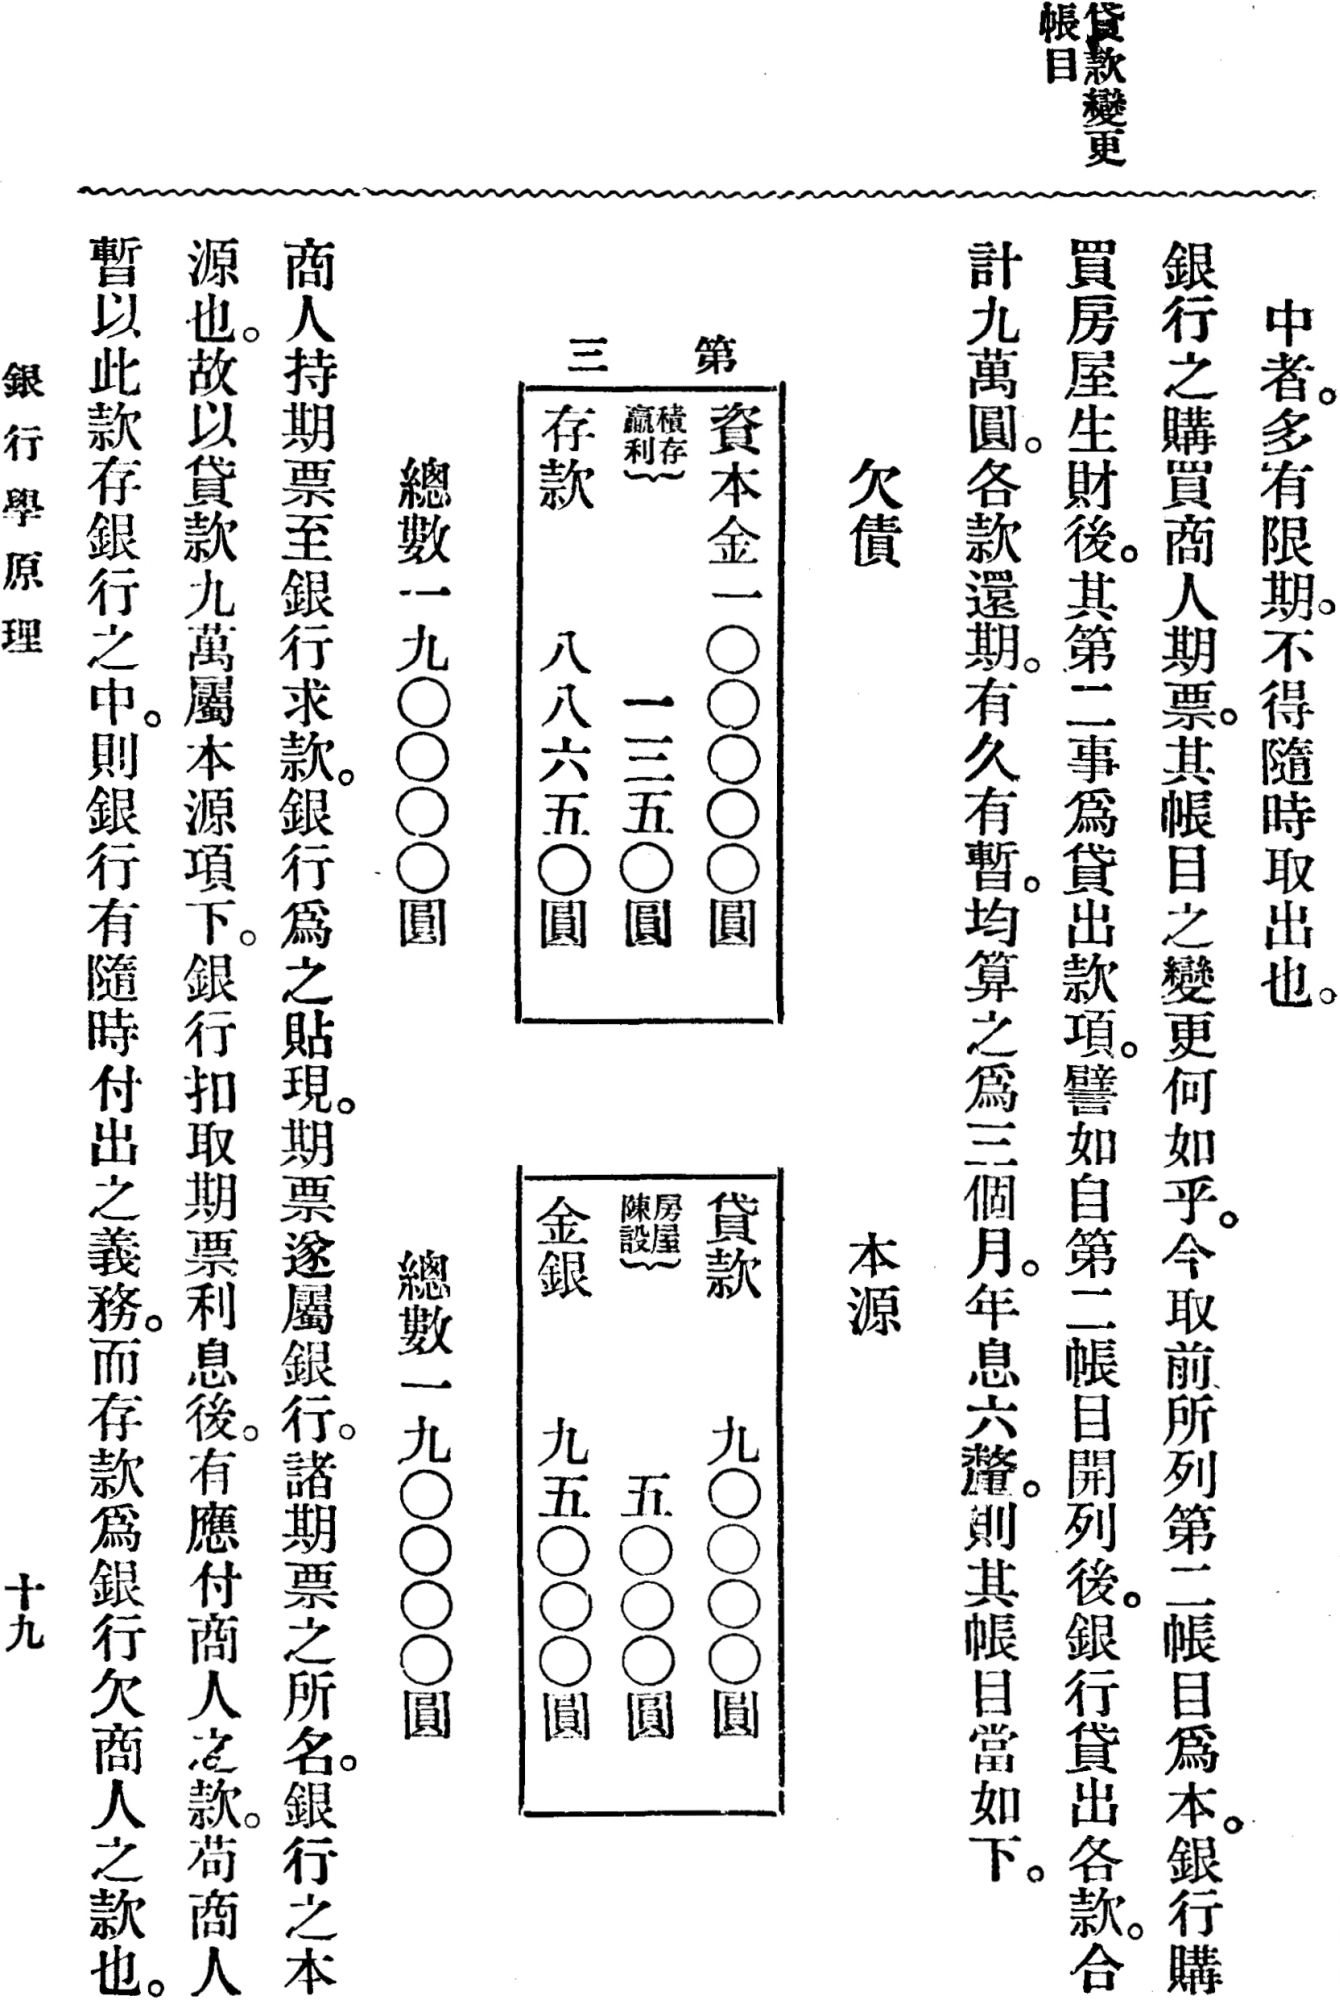 貸款變更
帳目
中者。多有限期。不得隨時取出也。
銀行之購買商人期票。其帳目之變更何如乎。今取前所列第二帳目爲本。銀行購
買房屋生財後。其第二事爲貸出款項。譬如自第二帳目開列後。銀行貸出各款。合
計九萬圓。各款還期。有久有暫。均算之爲三個月。年息六釐。則其帳目當如下。
欠債
本源
第三
資本金一〇〇〇〇〇圓
積存
贏利}一三五〇圓
存款八八六五〇圓
總數一九〇〇〇〇圓
貸款九〇〇〇〇圓
房屋
陳設}五〇〇〇圓
金銀九五〇〇〇圓
總數一九〇〇〇〇圓
商人持期票至銀行求款。銀行爲之貼現。期票遂屬銀行。諸期票之所名。銀行之本
源也。故以貸款九萬屬本源項下。銀行扣取期票利息後。有應付商人之款。苟商人
暫以此款存銀行之中。則銀行有隨時付出之義務。而存款爲銀行欠商人之款也。
銀行學原理
十九